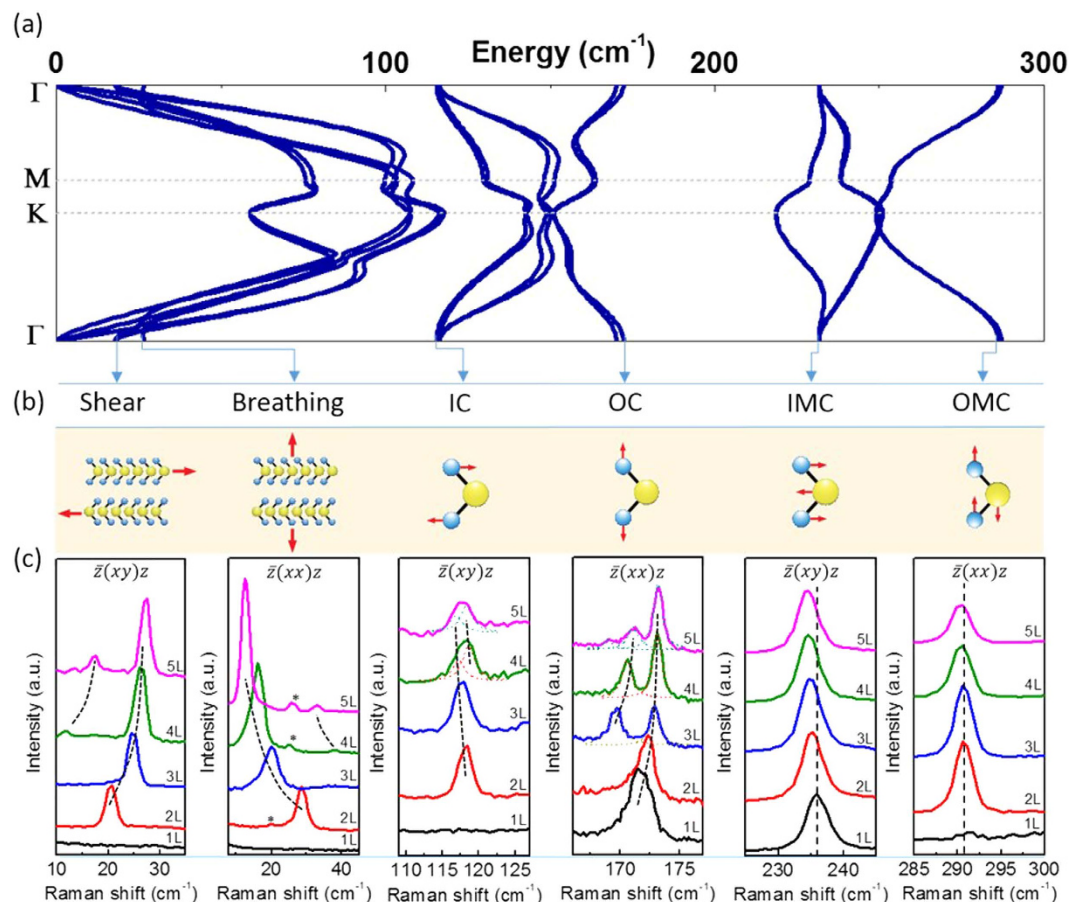 (a)
Energy (cm⁻¹)
0 100 200 300
Γ
M
K
Γ
(b)
Shear Breathing IC OC IMC OMC
(c)
z̄(xy)z z̄(xx)z z̄(xy)z z̄(xx)z z̄(xy)z z̄(xx)z
Intensity (a.u.) Intensity (a.u.) Intensity (a.u.) Intensity (a.u.) Intensity (a.u.) Intensity (a.u.)
5L 5L 5L 5L 5L 5L
* *
4L 4L 4L 4L 4L 4L
*
3L 3L 3L 3L 3L 3L
2L 2L 2L 2L 2L 2L
*
1L 1L 1L 1L 1L 1L
10 20 30 20 40 110 115 120 125 170 175 230 235 240 285 290 295 300
Raman shift (cm⁻¹) Raman shift (cm⁻¹) Raman shift (cm⁻¹) Raman shift (cm⁻¹) Raman shift (cm⁻¹) Raman shift (cm⁻¹)